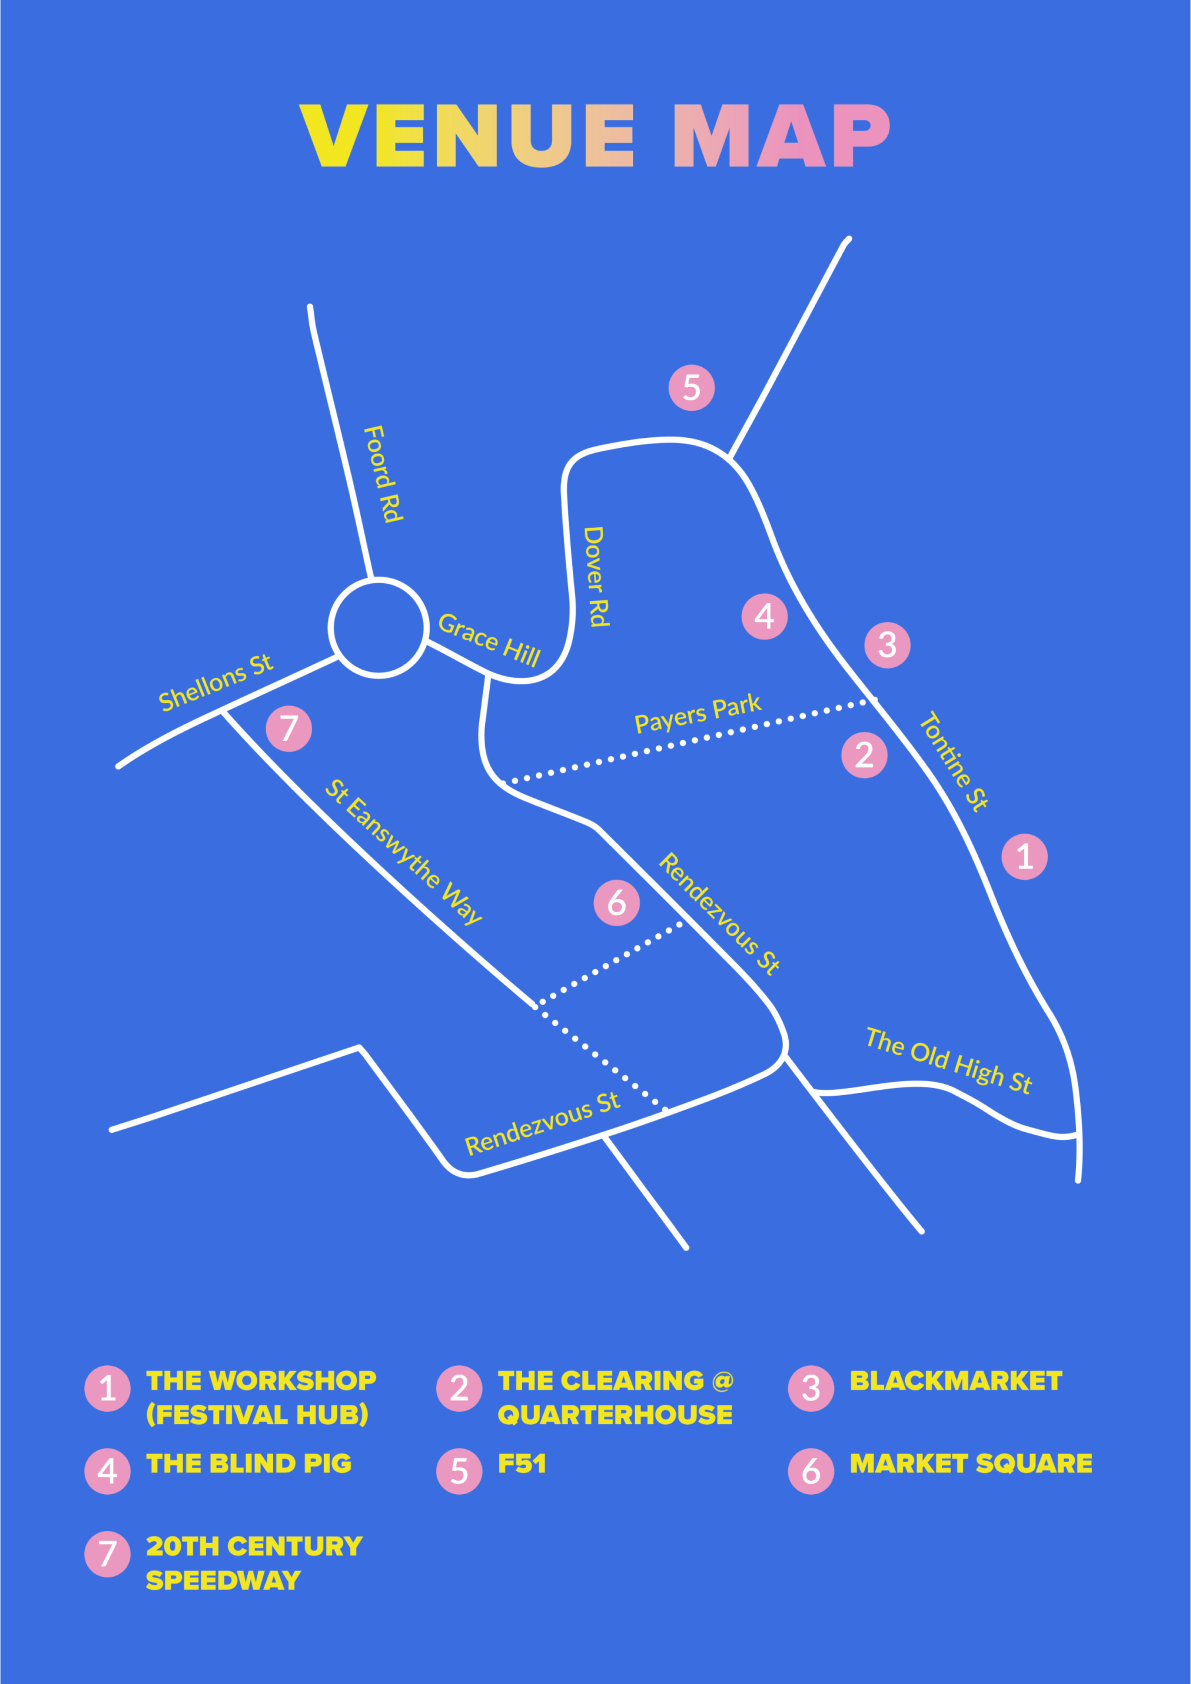 VENUE MAP
5
Foord Rd
Dover Rd
4
3
Grace Hill
Shellons St
7
Payers Park
2
Tontine St
St Eanswythe Way
1
6
Rendezvous St
The Old High St
Rendezvous St
1 THE WORKSHOP
(FESTIVAL HUB)
2 THE CLEARING @
QUARTERHOUSE
3 BLACKMARKET
4 THE BLIND PIG
5 F51
6 MARKET SQUARE
7 20TH CENTURY
SPEEDWAY